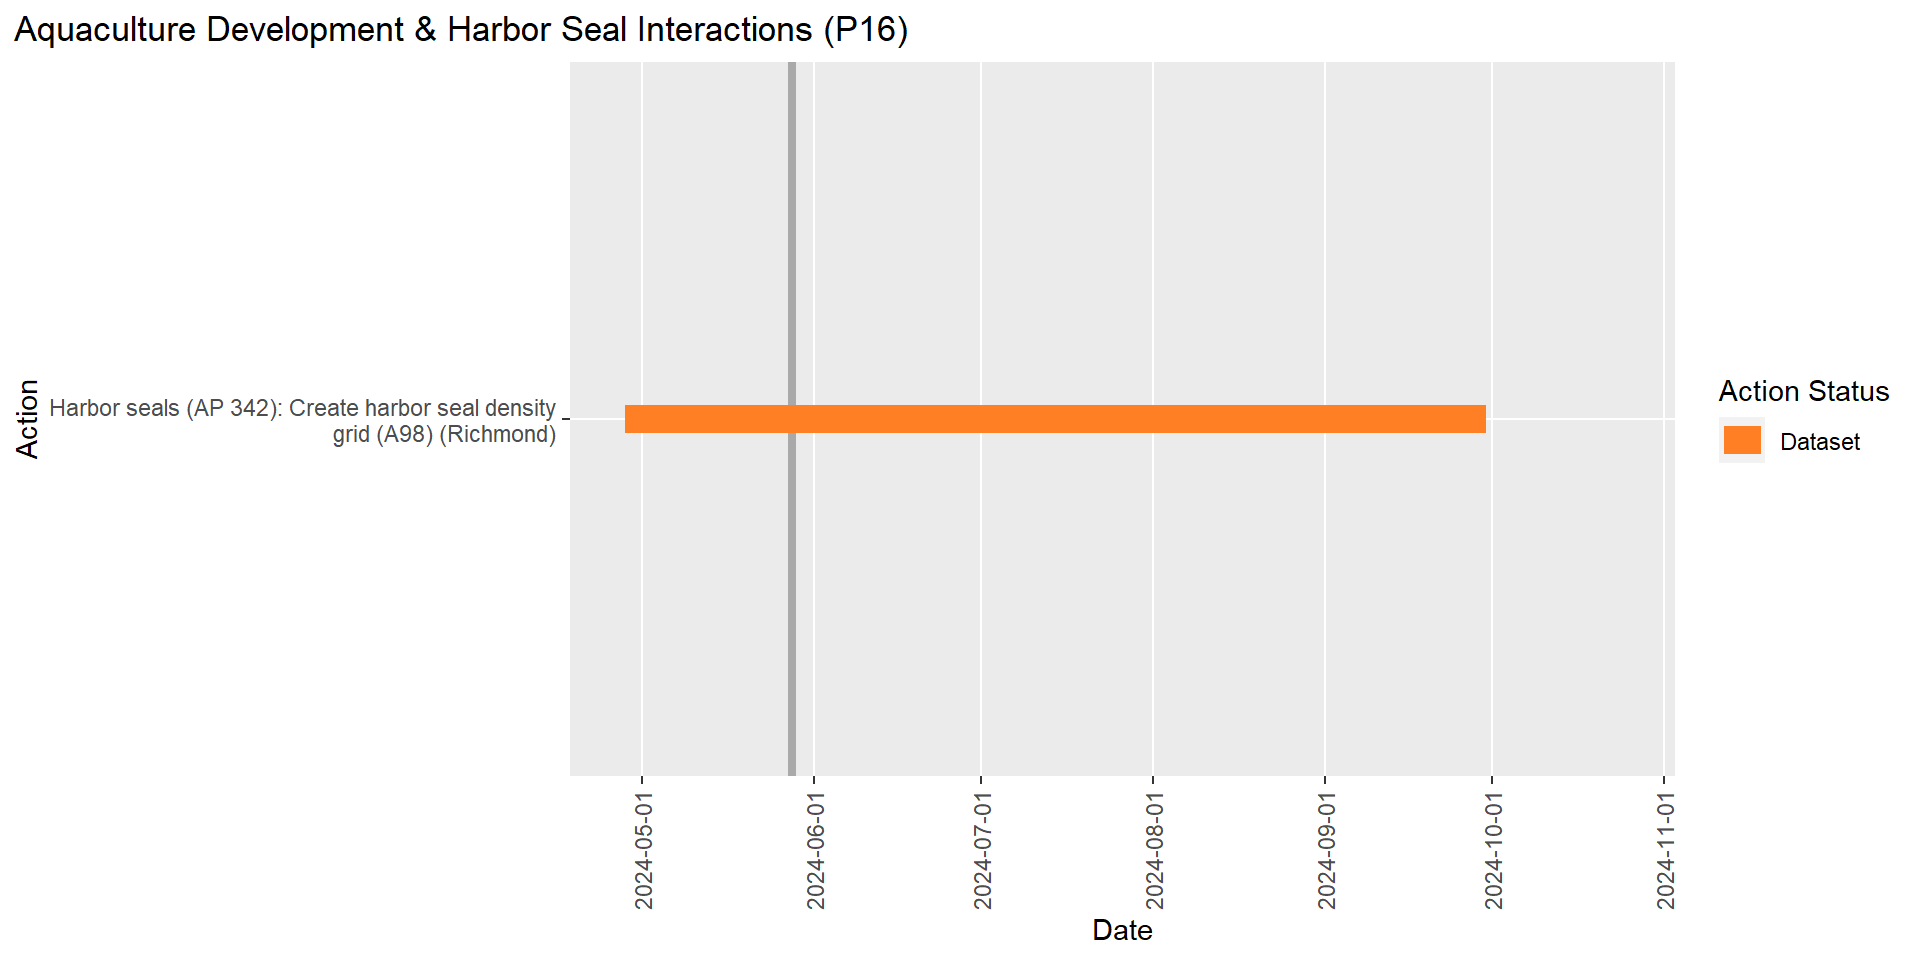 Aquaculture Development & Harbor Seal Interactions (P16)
Action
Harbor seals (AP 342): Create harbor seal density
grid (A98) (Richmond)
2024-05-01
2024-06-01
2024-07-01
2024-08-01
2024-09-01
2024-10-01
2024-11-01
Date
Action Status
Dataset